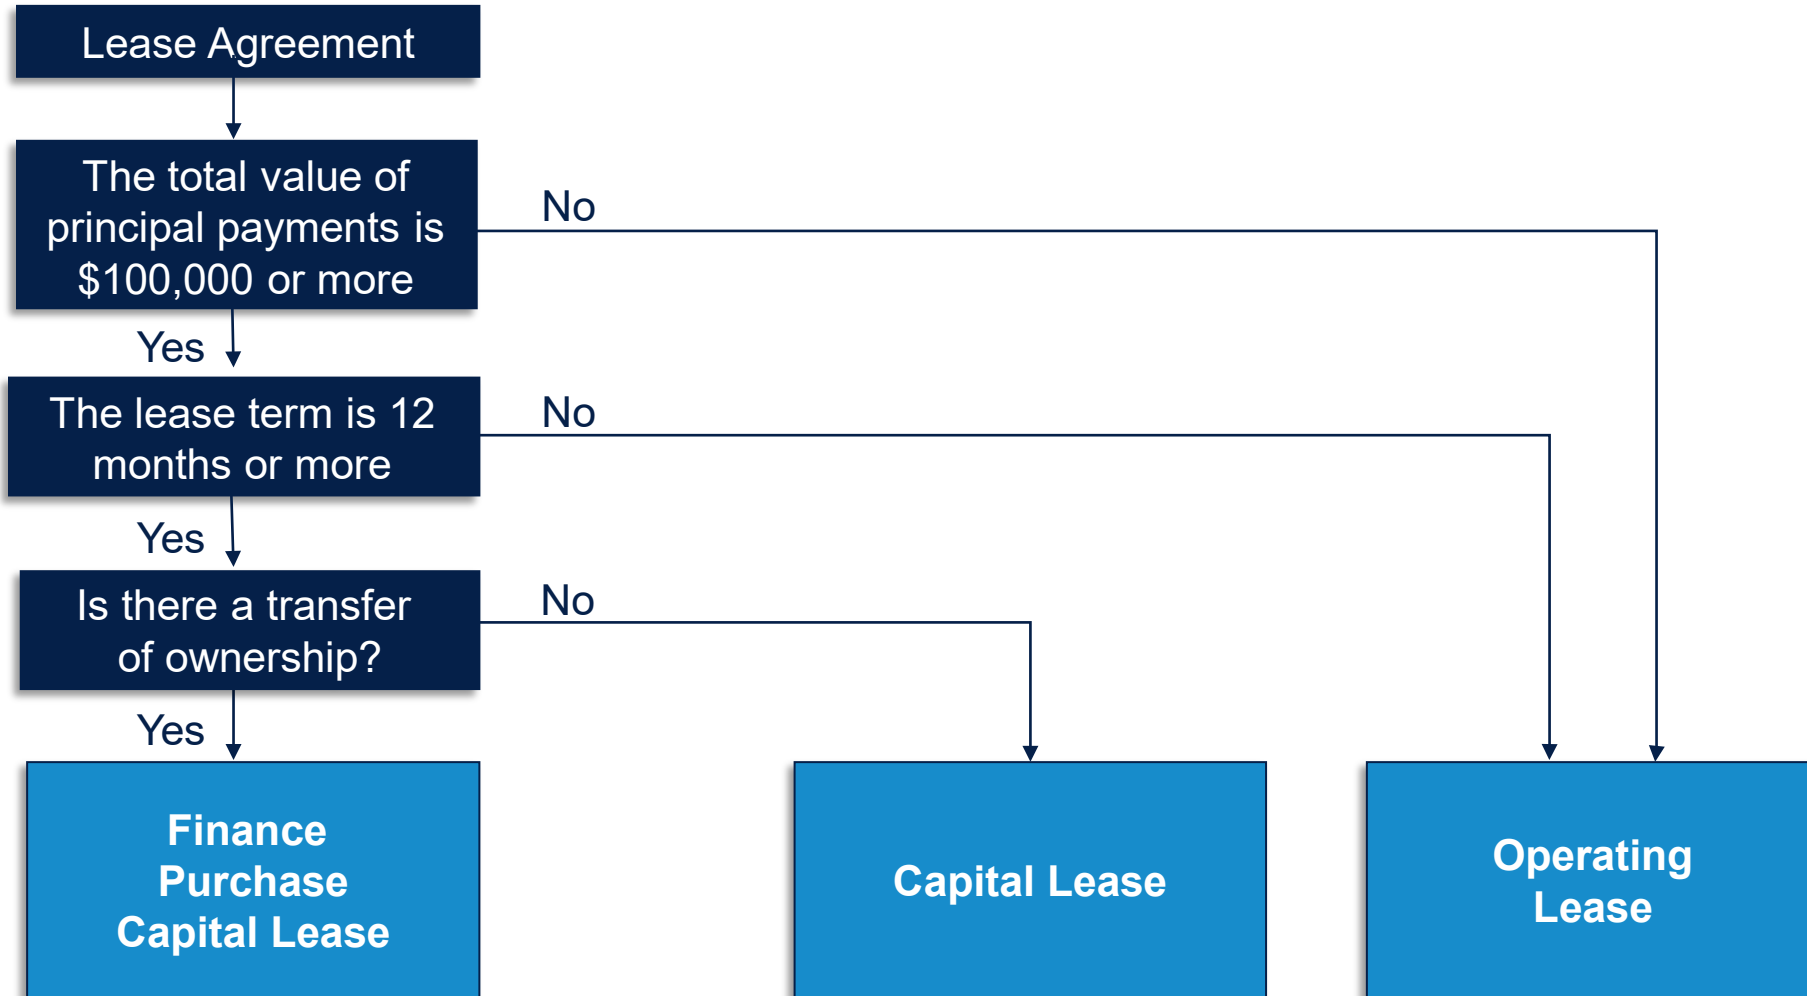 Lease Agreement
The total value of
principal payments is
$100,000 or more
No
Yes
The lease term is 12
months or more
No
Yes
Is there a transfer
of ownership?
No
Yes
Finance
Purchase
Capital Lease
Capital Lease
Operating
Lease